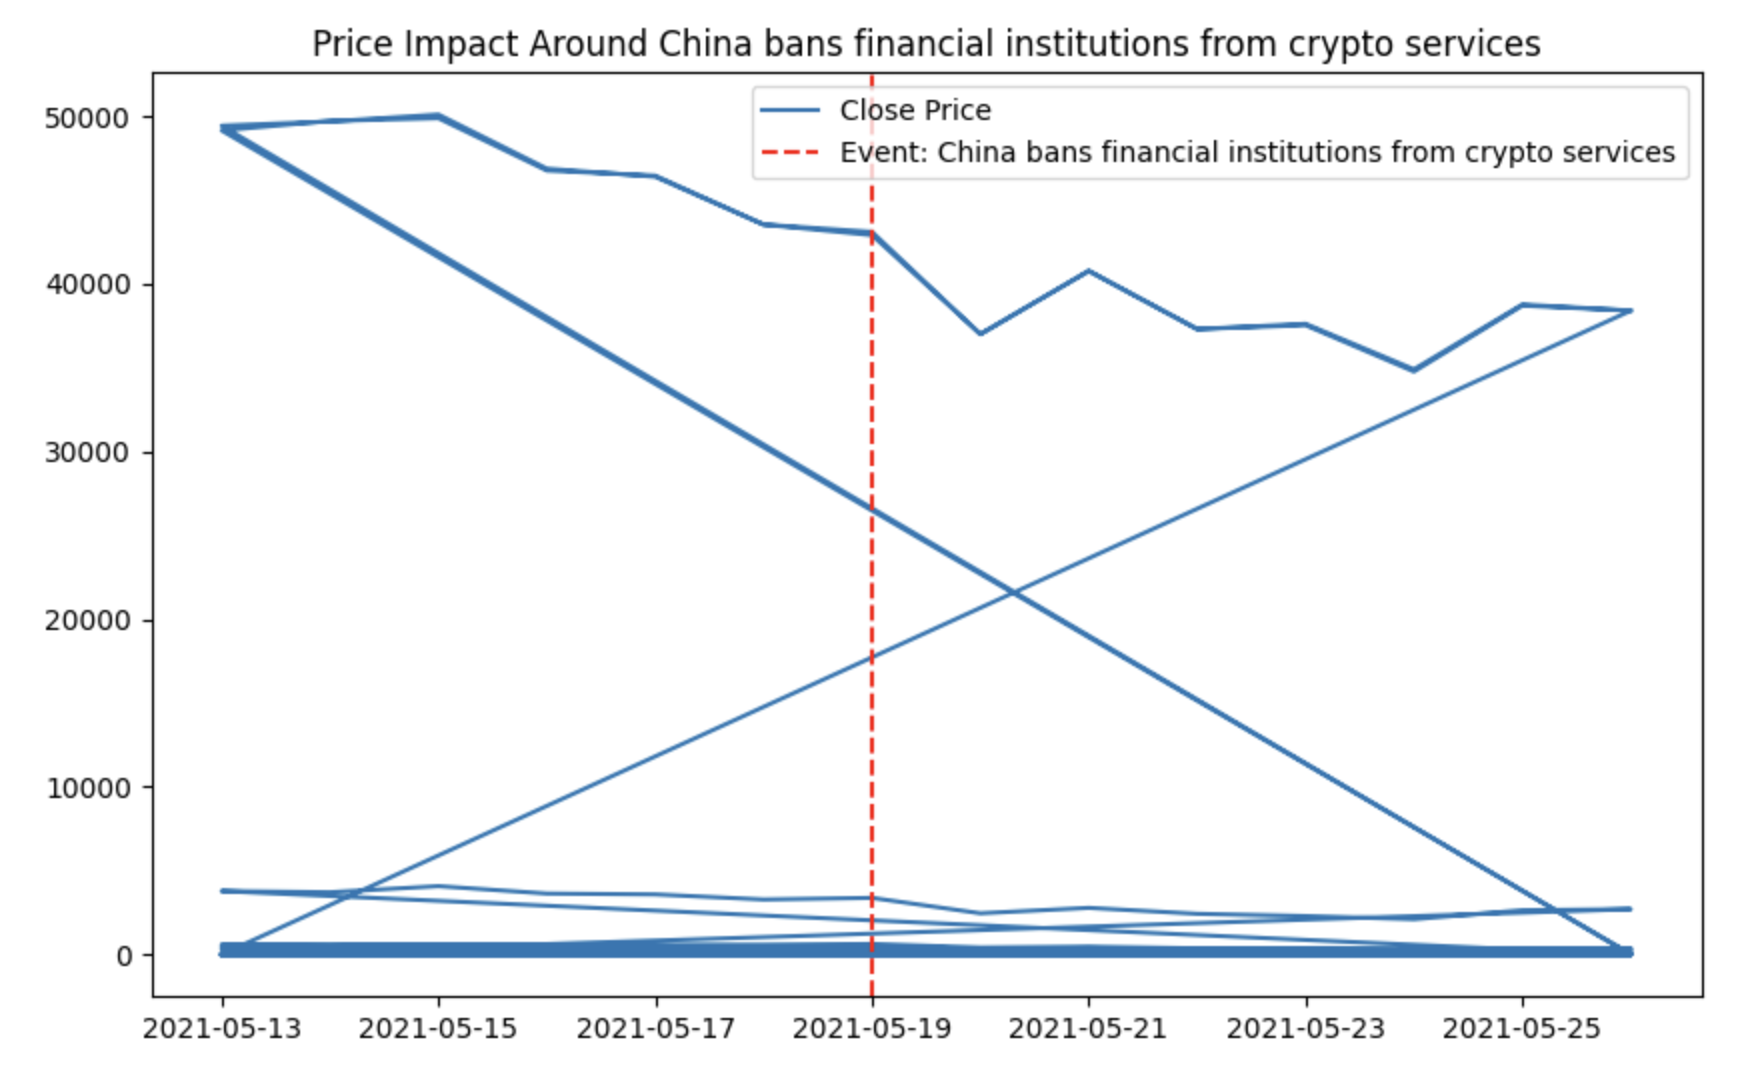 Price Impact Around China bans financial institutions from crypto services
Close Price
Event: China bans financial institutions from crypto services
50000
40000
30000
20000
10000
0
2021-05-13 2021-05-15 2021-05-17 2021-05-19 2021-05-21 2021-05-23 2021-05-25